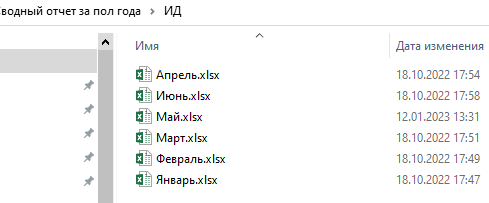 Сводный отчет за пол года › ИД
Имя Дата изменения
Апрель.xlsx 18.10.2022 17:54
Июнь.xlsx 18.10.2022 17:58
Май.xlsx 12.01.2023 13:31
Март.xlsx 18.10.2022 17:51
Февраль.xlsx 18.10.2022 17:49
Январь.xlsx 18.10.2022 17:47